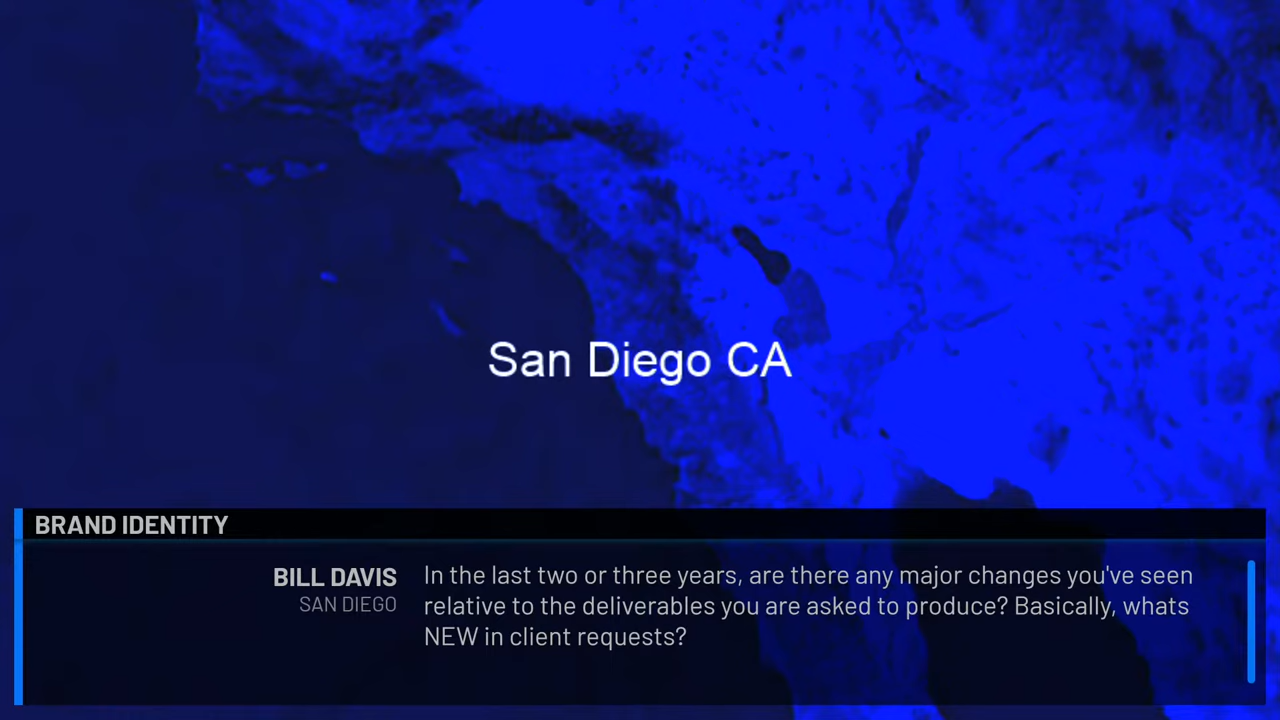 San Diego CA
BRAND IDENTITY
BILL DAVIS
SAN DIEGO
In the last two or three years, are there any major changes you've seen
relative to the deliverables you are asked to produce? Basically, whats
NEW in client requests?